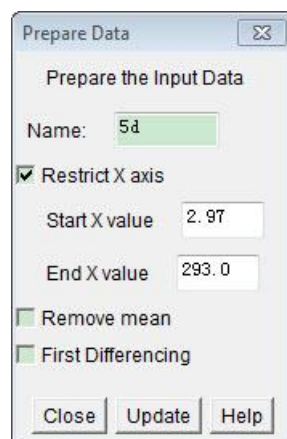 Prepare Data
Prepare the Input Data
Name: 5d
Restrict X axis
Start X value 2.97
End X value 293.0
Remove mean
First Differencing
Close Update Help